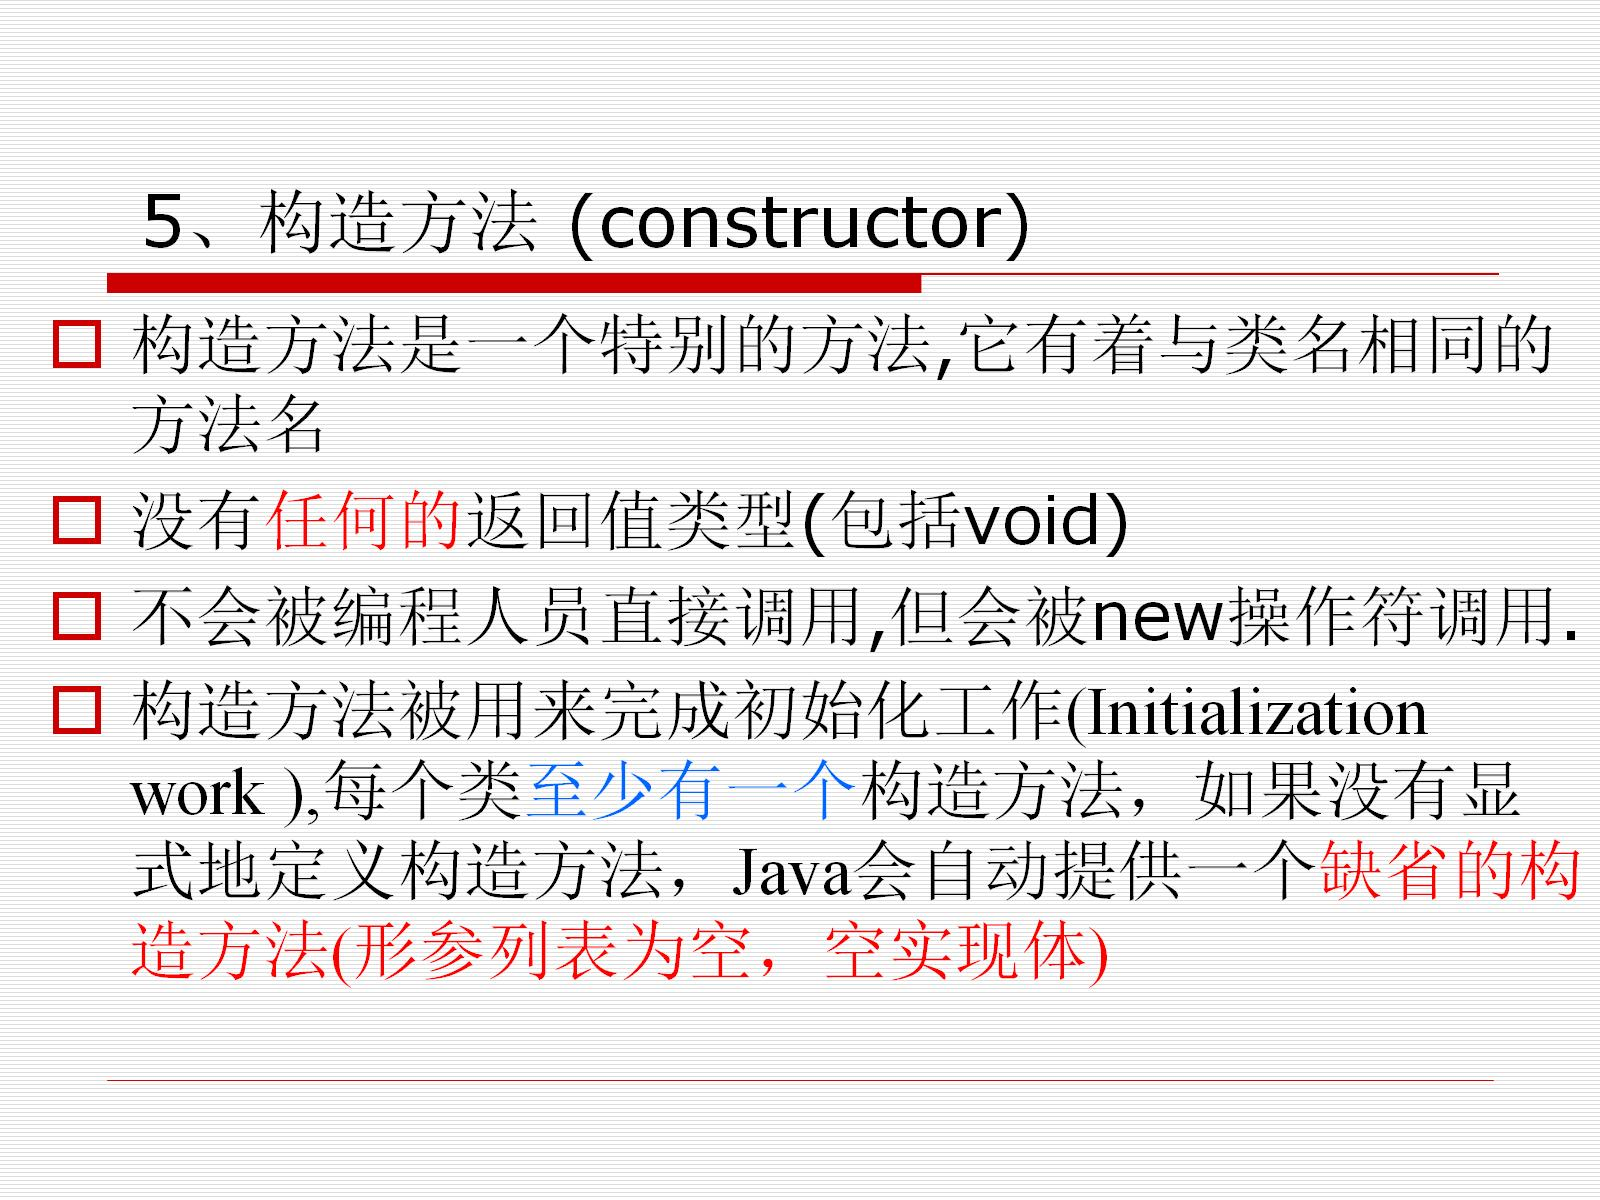 5、构造方法 (constructor)
构造方法是一个特别的方法,它有着与类名相同的
方法名
没有任何的返回值类型(包括void)
不会被编程人员直接调用,但会被new操作符调用.
构造方法被用来完成初始化工作(Initialization
work ),每个类至少有一个构造方法，如果没有显
式地定义构造方法，Java会自动提供一个缺省的构
造方法(形参列表为空，空实现体)